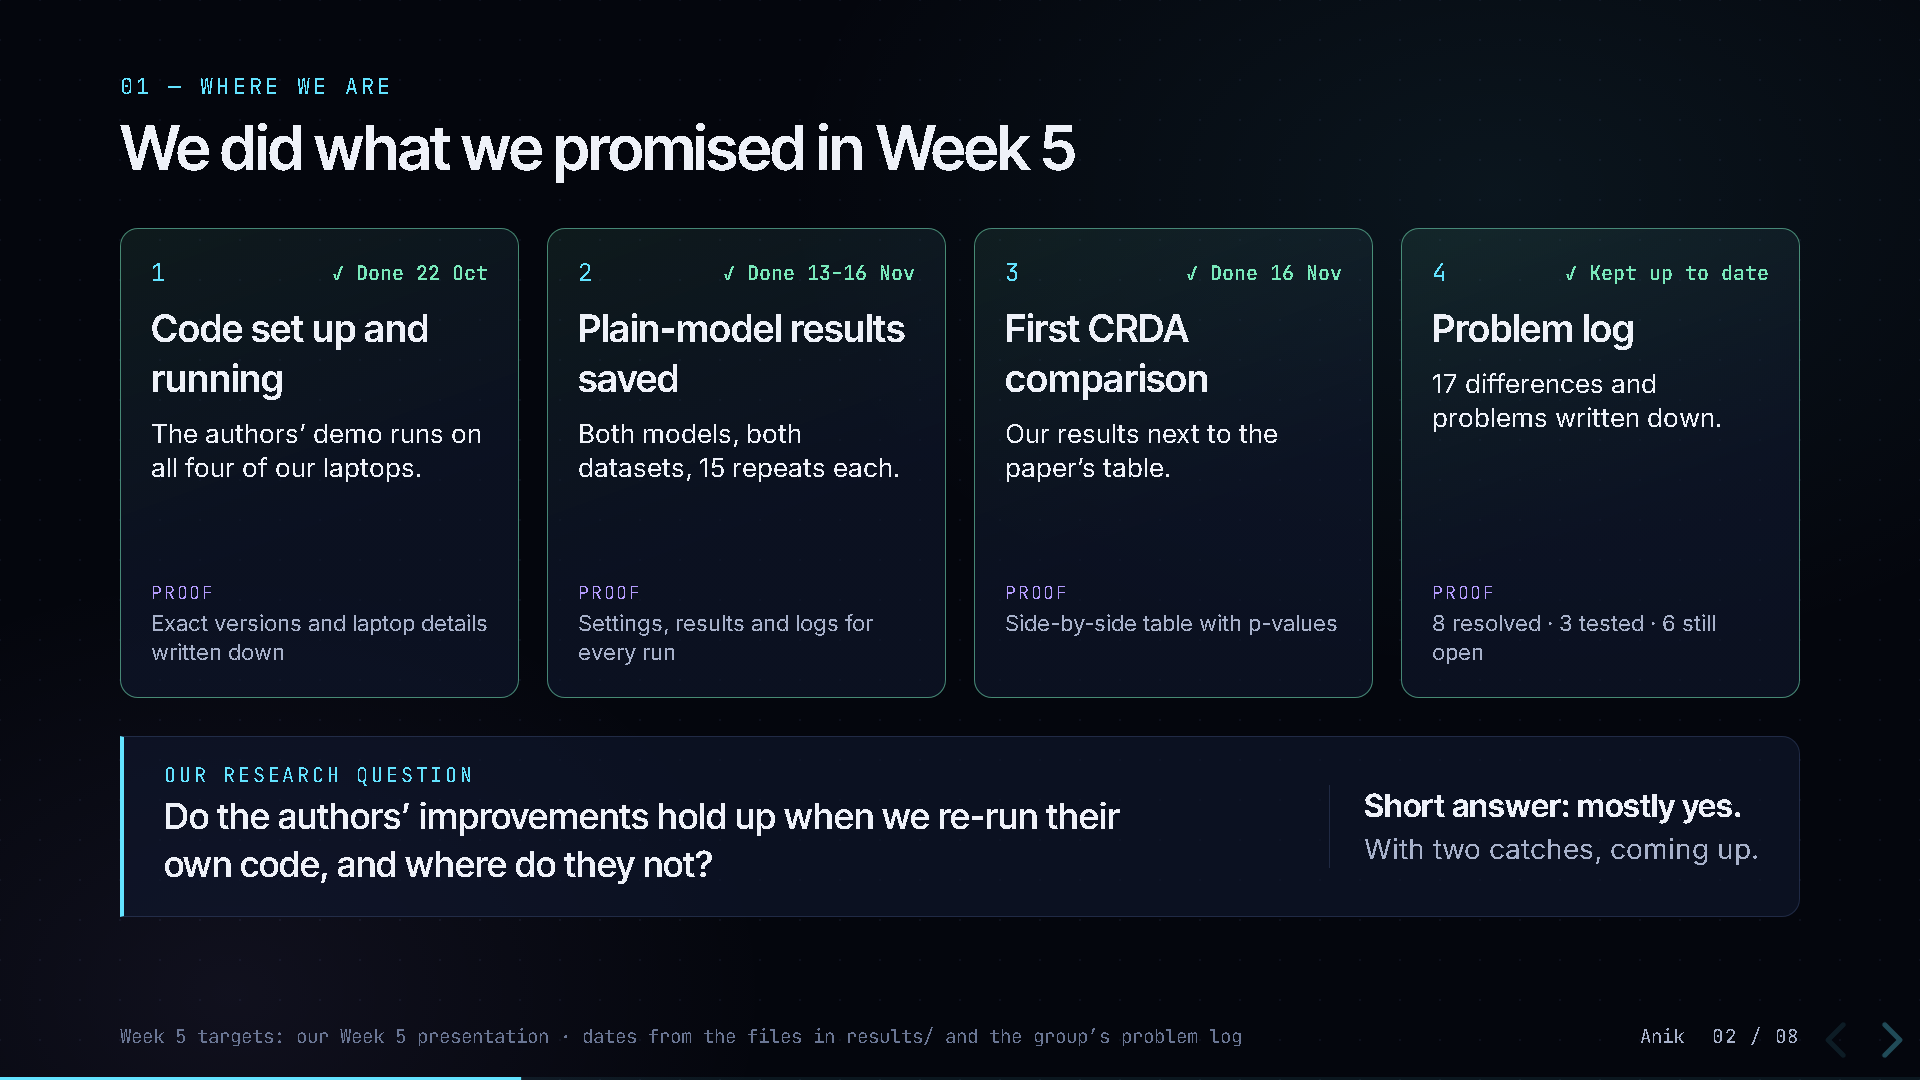 01 — WHERE WE ARE
We did what we promised in Week 5
1
✓ Done 22 Oct
Code set up and
running
The authors’ demo runs on
all four of our laptops.
PROOF
Exact versions and laptop details
written down
2
✓ Done 13–16 Nov
Plain-model results
saved
Both models, both
datasets, 15 repeats each.
PROOF
Settings, results and logs for
every run
3
✓ Done 16 Nov
First CRDA
comparison
Our results next to the
paper’s table.
PROOF
Side-by-side table with p-values
4
✓ Kept up to date
Problem log
17 differences and
problems written down.
PROOF
8 resolved · 3 tested · 6 still
open
OUR RESEARCH QUESTION
Do the authors’ improvements hold up when we re-run their
own code, and where do they not?
Short answer: mostly yes.
With two catches, coming up.
Week 5 targets: our Week 5 presentation · dates from the files in results/ and the group’s problem log
Anik 02 / 08